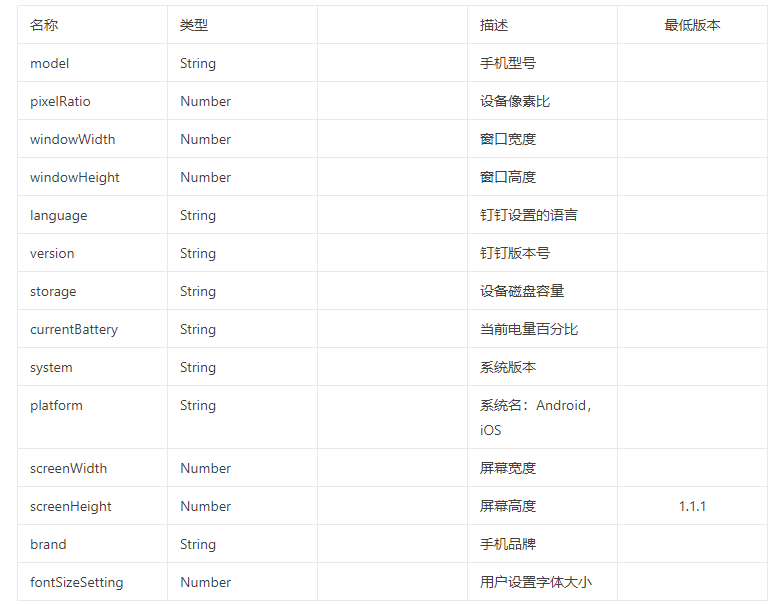 名称 类型 描述 最低版本
model String 手机型号
pixelRatio Number 设备像素比
windowWidth Number 窗口宽度
windowHeight Number 窗口高度
language String 钉钉设置的语言
version String 钉钉版本号
storage String 设备磁盘容量
currentBattery String 当前电量百分比
system String 系统版本
platform String 系统名：Android，
iOS
screenWidth Number 屏幕宽度
screenHeight Number 屏幕高度 1.1.1
brand String 手机品牌
fontSizeSetting Number 用户设置字体大小